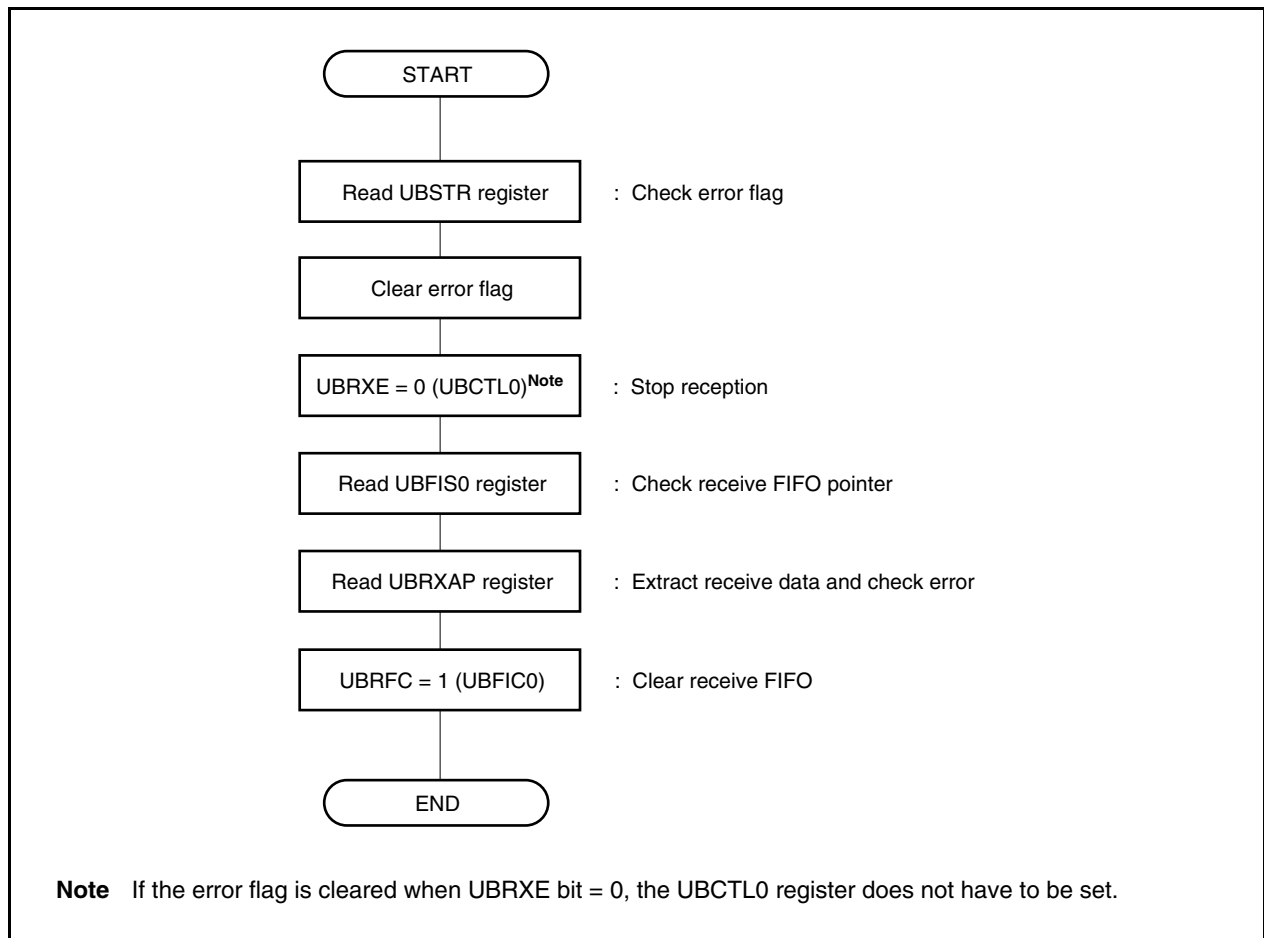 START
Read UBSTR register : Check error flag
Clear error flag
UBRXE = 0 (UBCTL0)Note : Stop reception
Read UBFIS0 register : Check receive FIFO pointer
Read UBRXAP register : Extract receive data and check error
UBRFC = 1 (UBFIC0) : Clear receive FIFO
END
Note If the error flag is cleared when UBRXE bit = 0, the UBCTL0 register does not have to be set.